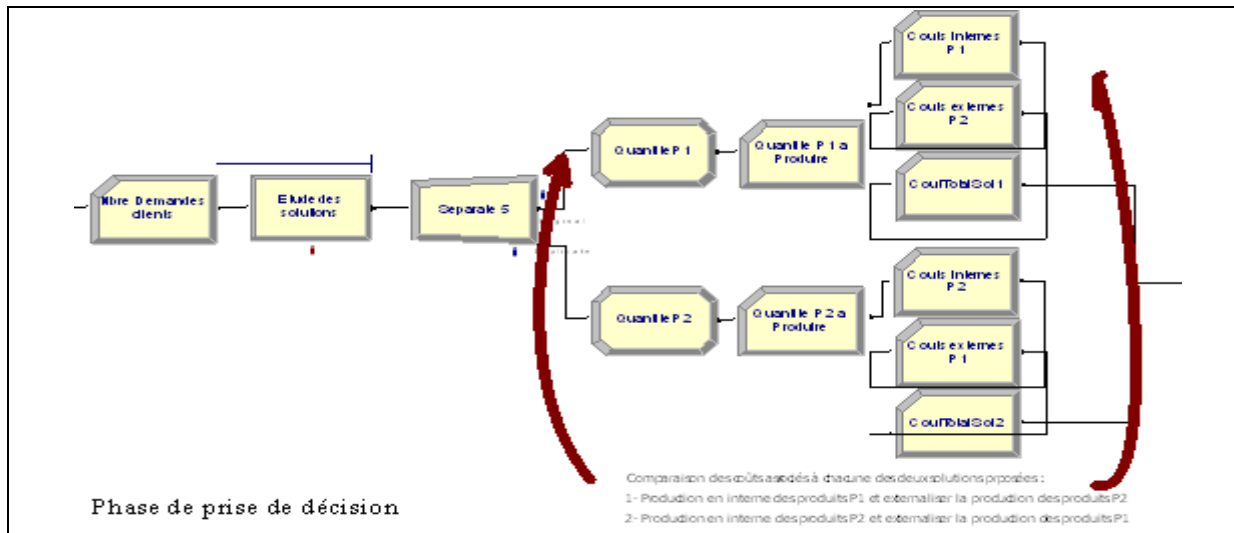 Nbre Demandes
clients
Etude des
solutions
Separate 5
Original
Duplicate
Quantite P1
Quantite P1 a
Produire
Couts Internes
P1
Couts externes
P2
CoutTotalSol1
Quantite P2
Quantite P2 a
Produire
Couts Internes
P2
Couts externes
P1
CoutTotalSol2
Comparaison des coûts associés à chacune des deux solutions prposées :
1- Production en interne des produits P1 et externaliser la production des produits P2
2- Production en interne des produits P2 et externaliser la production des produits P1
Phase de prise de décision